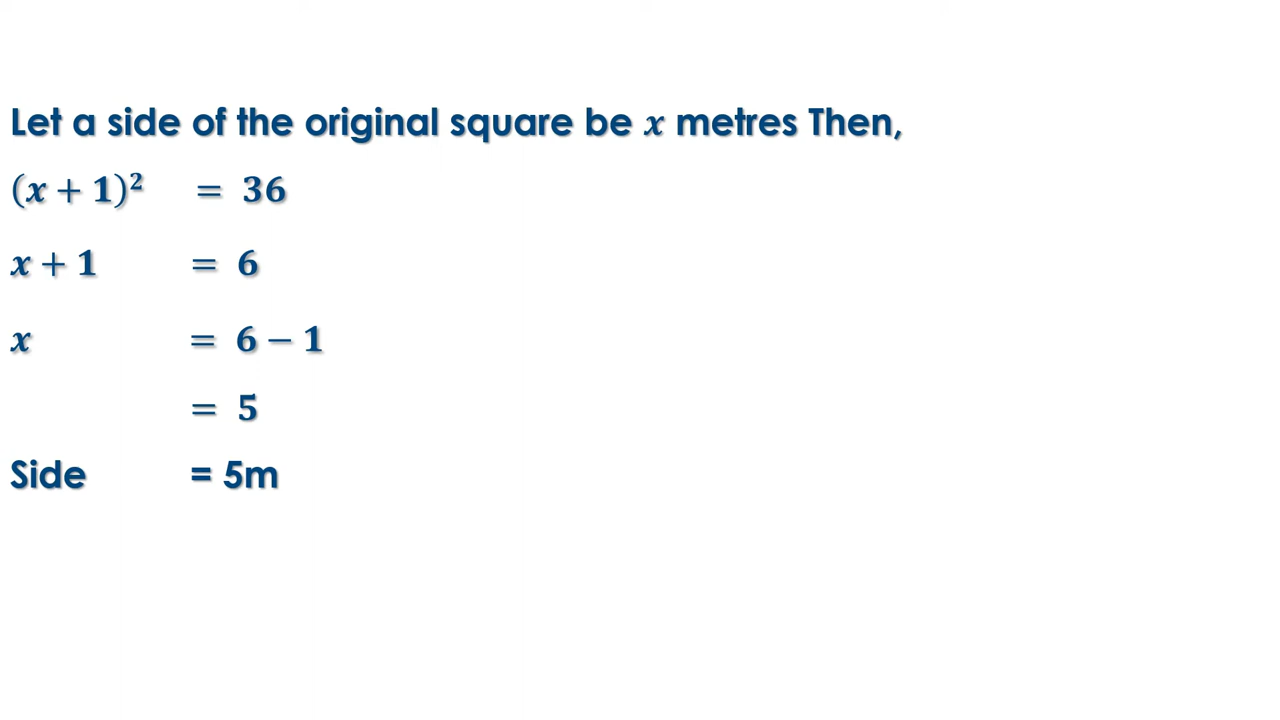 Let a side of the original square be x metres Then,
(x + 1)² = 36
x + 1 = 6
x = 6 − 1
= 5
Side = 5m